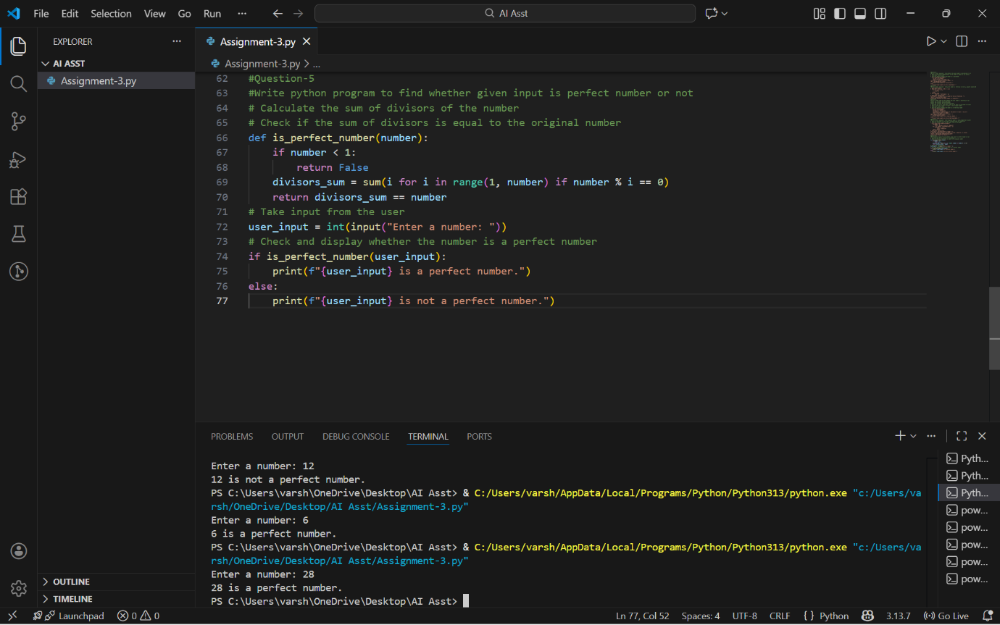 File Edit Selection View Go Run ··· AI Asst
EXPLORER ···
AI ASST
Assignment-3.py
Assignment-3.py
Assignment-3.py > ...
62 #Question-5
63 #Write python program to find whether given input is perfect number or not
64 # Calculate the sum of divisors of the number
65 # Check if the sum of divisors is equal to the original number
66 def is_perfect_number(number):
67     if number < 1:
68         return False
69     divisors_sum = sum(i for i in range(1, number) if number % i == 0)
70     return divisors_sum == number
71 # Take input from the user
72 user_input = int(input("Enter a number: "))
73 # Check and display whether the number is a perfect number
74 if is_perfect_number(user_input):
75     print(f"{user_input} is a perfect number.")
76 else:
77     print(f"{user_input} is not a perfect number.")
PROBLEMS OUTPUT DEBUG CONSOLE TERMINAL PORTS
Enter a number: 12
12 is not a perfect number.
PS C:\Users\varsh\OneDrive\Desktop\AI Asst> & C:/Users/varsh/AppData/Local/Programs/Python/Python313/python.exe "c:/Users/va
rsh/OneDrive/Desktop/AI Asst/Assignment-3.py"
Enter a number: 6
6 is a perfect number.
PS C:\Users\varsh\OneDrive\Desktop\AI Asst> & C:/Users/varsh/AppData/Local/Programs/Python/Python313/python.exe "c:/Users/va
rsh/OneDrive/Desktop/AI Asst/Assignment-3.py"
Enter a number: 28
28 is a perfect number.
PS C:\Users\varsh\OneDrive\Desktop\AI Asst>
Pyth...
Pyth...
Pyth...
pow...
pow...
pow...
pow...
pow...
OUTLINE
TIMELINE
Launchpad 0 0 Ln 77, Col 52 Spaces: 4 UTF-8 CRLF {} Python 3.13.7 Go Live